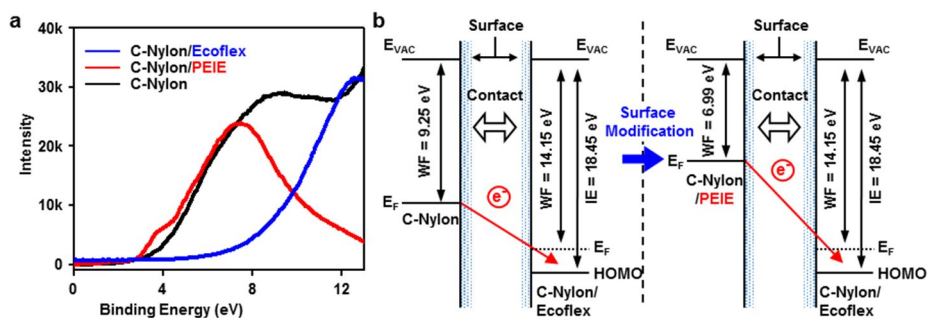 a
40k
30k
20k
10k
0
Intensity
C-Nylon/Ecoflex
C-Nylon/PEIE
C-Nylon
0 4 8 12
Binding Energy (eV)
b
Surface
EVAC EVAC
WF = 9.25 eV
Contact
WF = 14.15 eV
IE = 18.45 eV
e-
EF
C-Nylon
EF
HOMO
C-Nylon/
Ecoflex
Surface
Modification
Surface
EVAC EVAC
WF = 6.99 eV
Contact
WF = 14.15 eV
IE = 18.45 eV
EF
C-Nylon
/PEIE
e-
EF
HOMO
C-Nylon/
Ecoflex